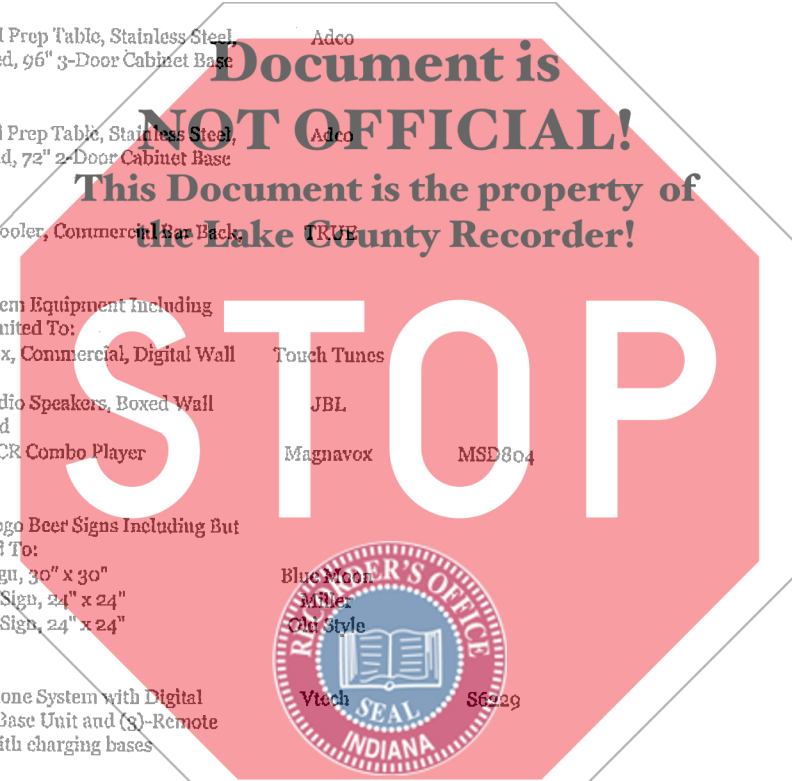 Prep Table, Stainless Steel, Adco
96" 3-Door Cabinet Base
Document is
NOT OFFICIAL!
This Document is the property of
the Lake County Recorder!
Prep Table, Stainless Steel, Adco
72" 2-Door Cabinet Base
ooler, Commercial Bar Back, TRUE
em Equipment Including
nited To:
x, Commercial, Digital Wall Touch Tunes
dio Speakers, Boxed Wall JBL
d
CR Combo Player Magnavox MSD804
STOP
ogo Beer Signs Including But
d To:
gn, 30" x 30" Blue Moon
Sign, 24" x 24" Miller
Sign, 24" x 24" Old Style
one System with Digital Vtech S6229
Base Unit and (3)-Remote
ith charging bases
RECORDER'S OFFICE
SEAL
INDIANA